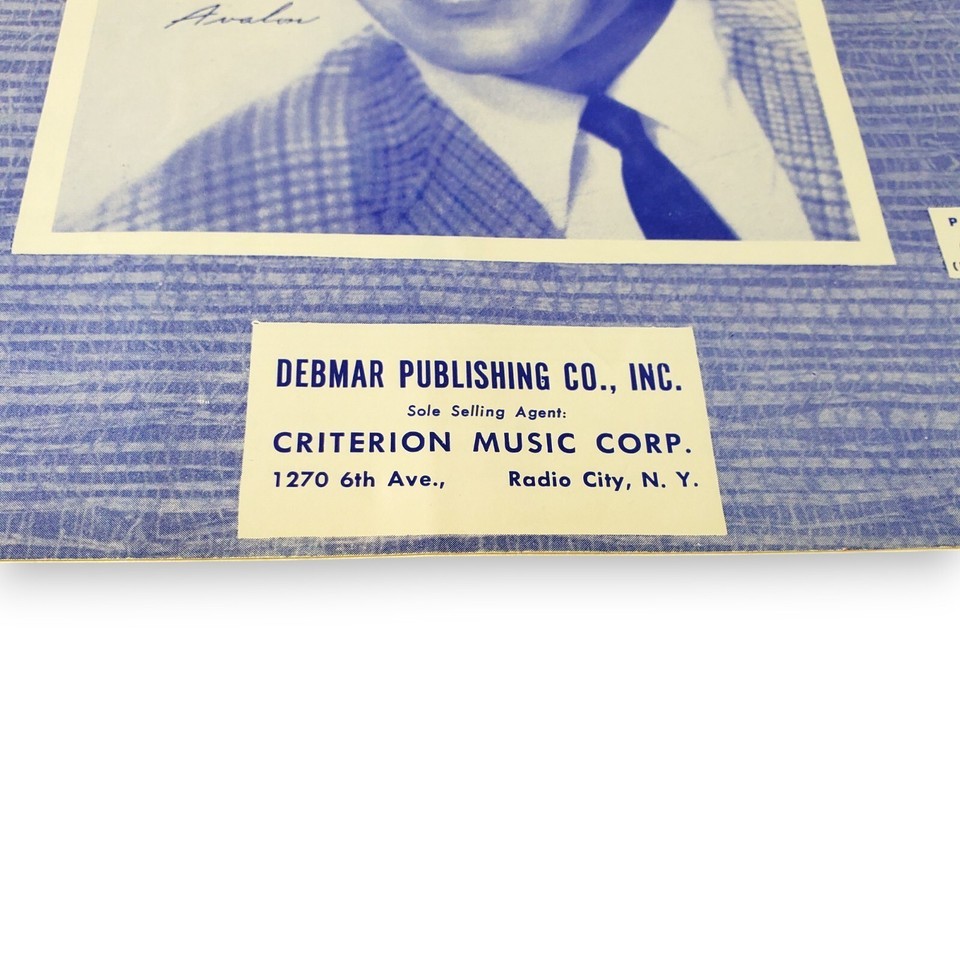 Avalon
DEBMAR PUBLISHING CO., INC.
Sole Selling Agent:
CRITERION MUSIC CORP.
1270 6th Ave., Radio City, N. Y.
P
(